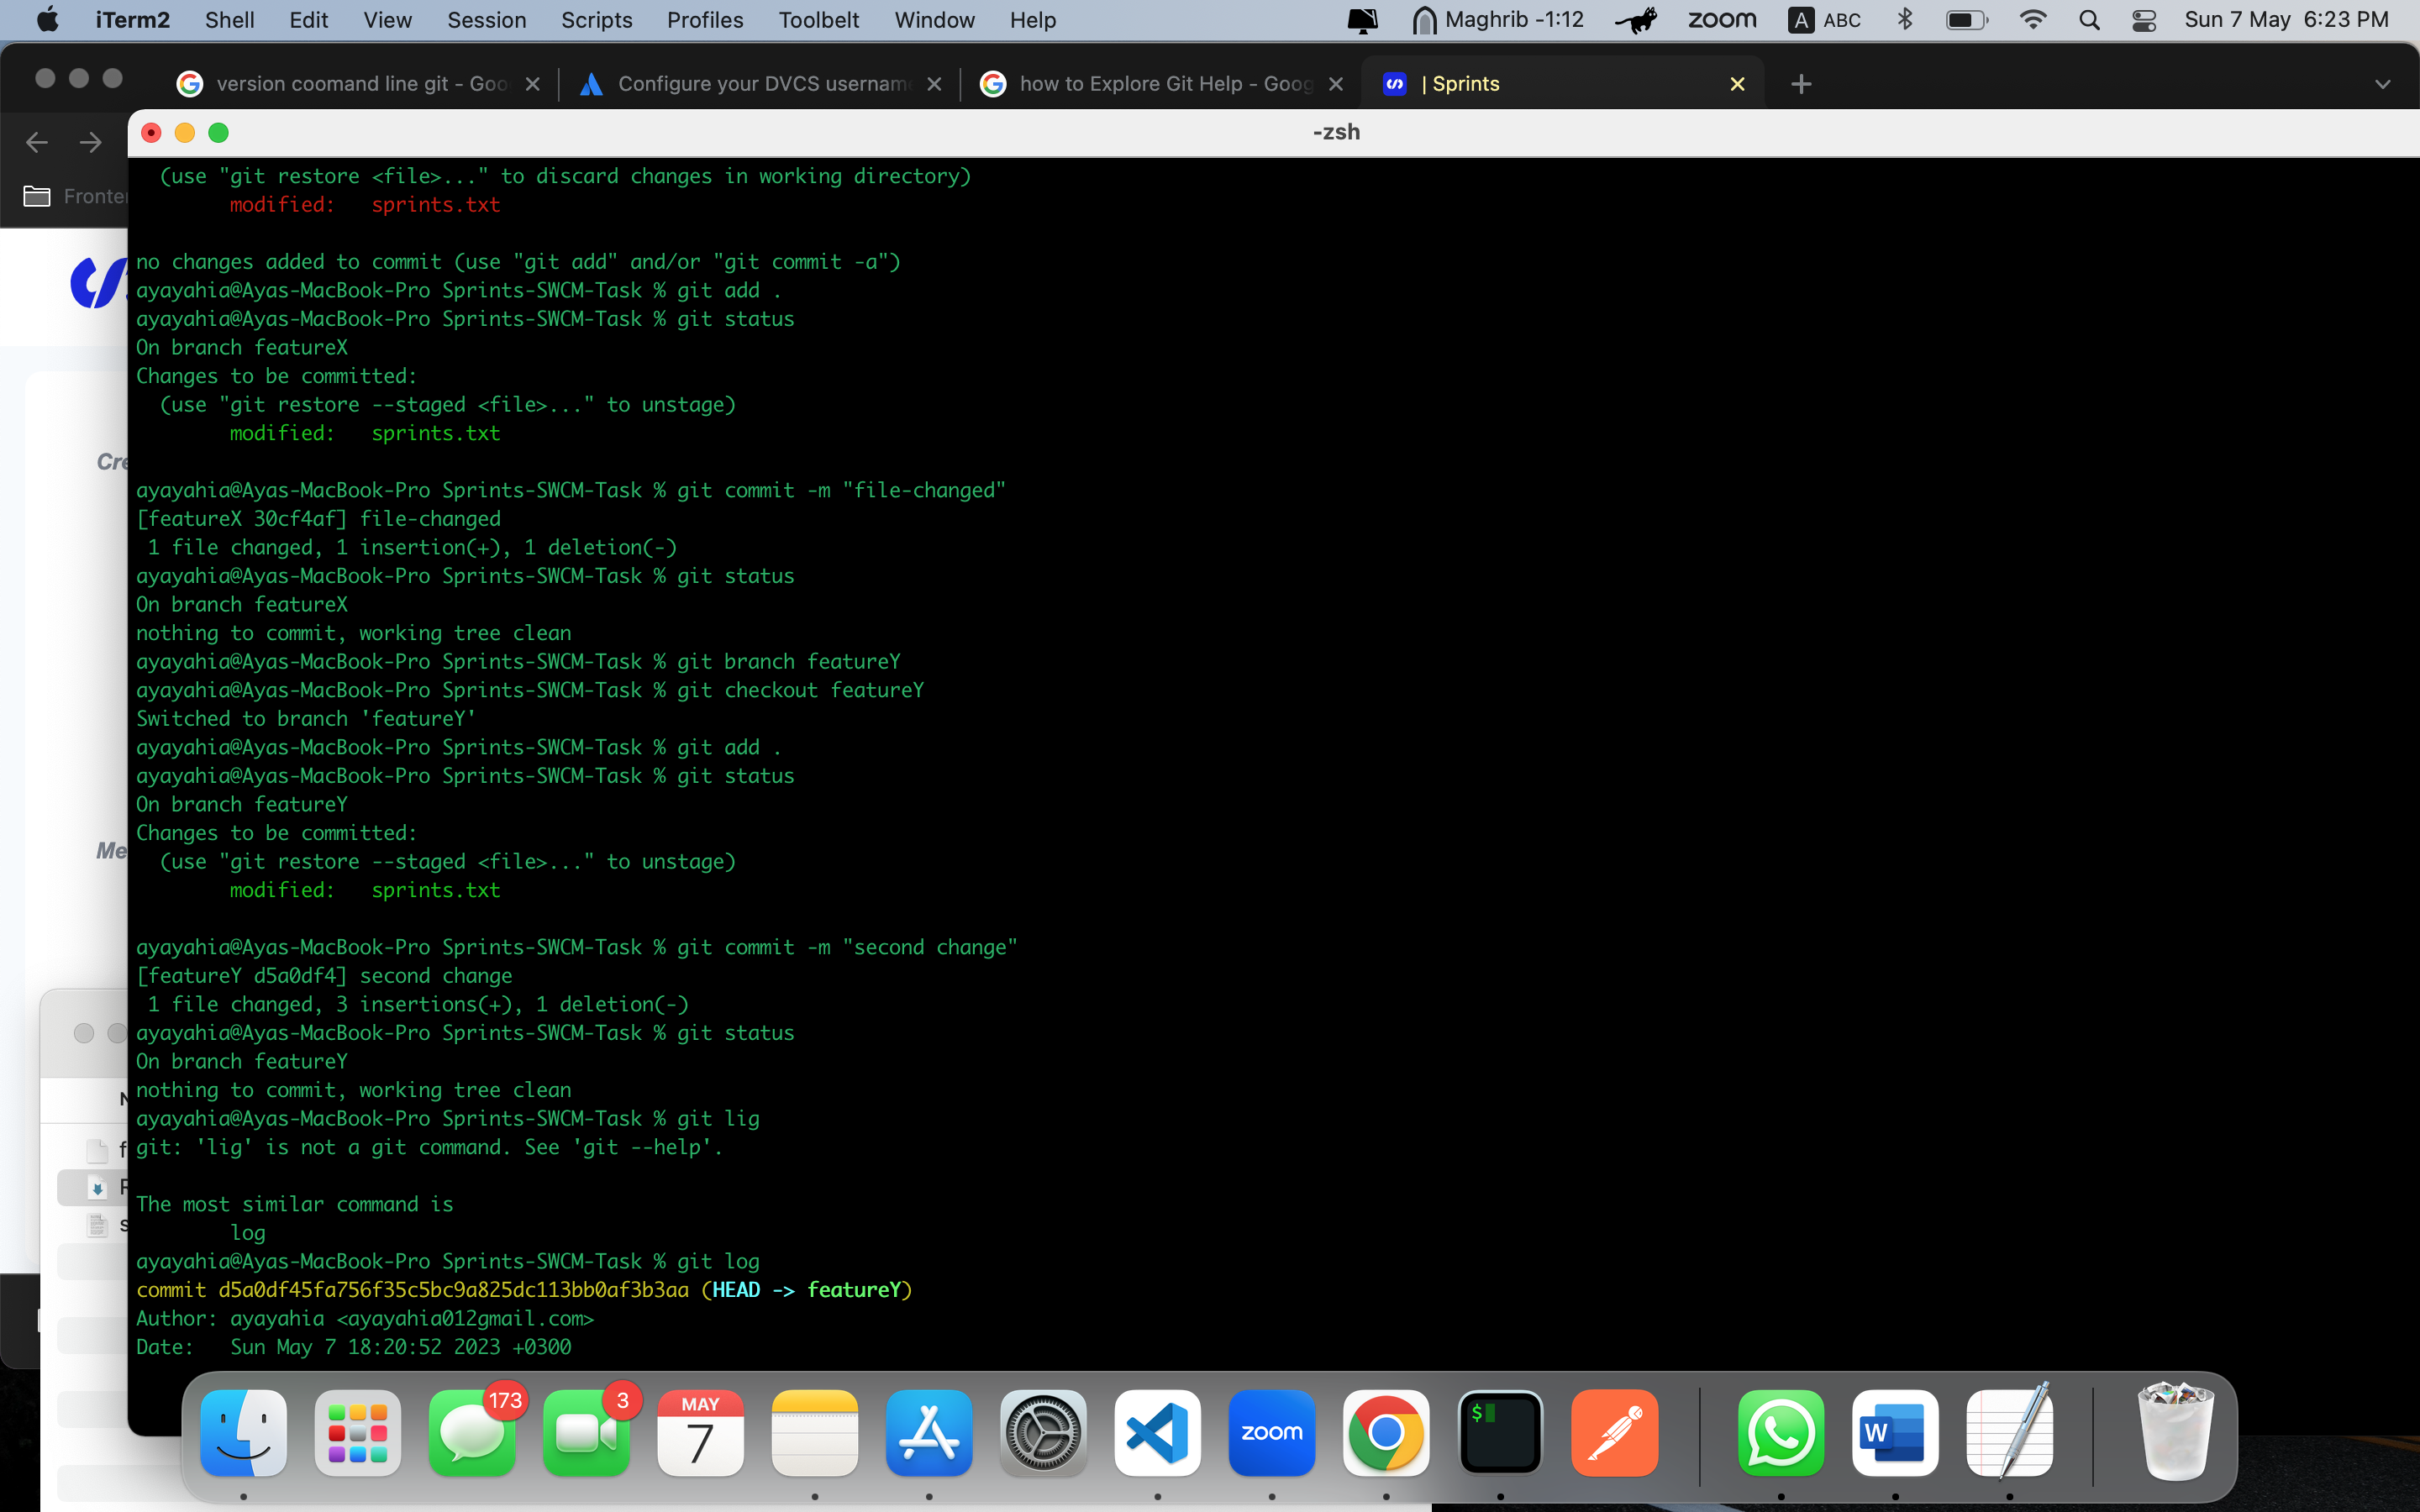 iTerm2 Shell Edit View Session Scripts Profiles Toolbelt Window Help Maghrib -1:12 zoom A ABC Sun 7 May 6:23 PM
version coomand line git - Goo Configure your DVCS usernam how to Explore Git Help - Goog | Sprints
-zsh
Fronte
(use "git restore <file>..." to discard changes in working directory)
modified: sprints.txt
no changes added to commit (use "git add" and/or "git commit -a")
ayayahia@Ayas-MacBook-Pro Sprints-SWCM-Task % git add .
ayayahia@Ayas-MacBook-Pro Sprints-SWCM-Task % git status
On branch featureX
Changes to be committed:
(use "git restore --staged <file>..." to unstage)
modified: sprints.txt
Cre
ayayahia@Ayas-MacBook-Pro Sprints-SWCM-Task % git commit -m "file-changed"
[featureX 30cf4af] file-changed
1 file changed, 1 insertion(+), 1 deletion(-)
ayayahia@Ayas-MacBook-Pro Sprints-SWCM-Task % git status
On branch featureX
nothing to commit, working tree clean
ayayahia@Ayas-MacBook-Pro Sprints-SWCM-Task % git branch featureY
ayayahia@Ayas-MacBook-Pro Sprints-SWCM-Task % git checkout featureY
Switched to branch 'featureY'
ayayahia@Ayas-MacBook-Pro Sprints-SWCM-Task % git add .
ayayahia@Ayas-MacBook-Pro Sprints-SWCM-Task % git status
On branch featureY
Changes to be committed:
Me
(use "git restore --staged <file>..." to unstage)
modified: sprints.txt
ayayahia@Ayas-MacBook-Pro Sprints-SWCM-Task % git commit -m "second change"
[featureY d5a0df4] second change
1 file changed, 3 insertions(+), 1 deletion(-)
ayayahia@Ayas-MacBook-Pro Sprints-SWCM-Task % git status
On branch featureY
nothing to commit, working tree clean
ayayahia@Ayas-MacBook-Pro Sprints-SWCM-Task % git lig
git: 'lig' is not a git command. See 'git --help'.
The most similar command is
log
ayayahia@Ayas-MacBook-Pro Sprints-SWCM-Task % git log
commit d5a0df45fa756f35c5bc9a825dc113bb0af3b3aa (HEAD -> featureY)
Author: ayayahia <ayayahia012gmail.com>
Date: Sun May 7 18:20:52 2023 +0300
173 3 MAY
7 zoom $ W